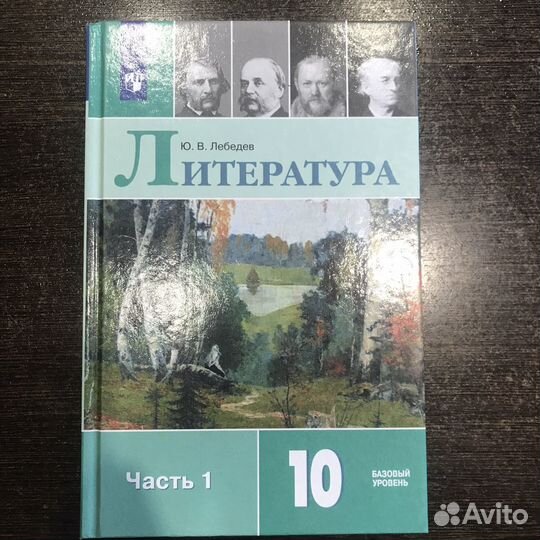 Ю. В. Лебедев
ЛИТЕРАТУРА
Часть 1
10
БАЗОВЫЙ
УРОВЕНЬ
Avito